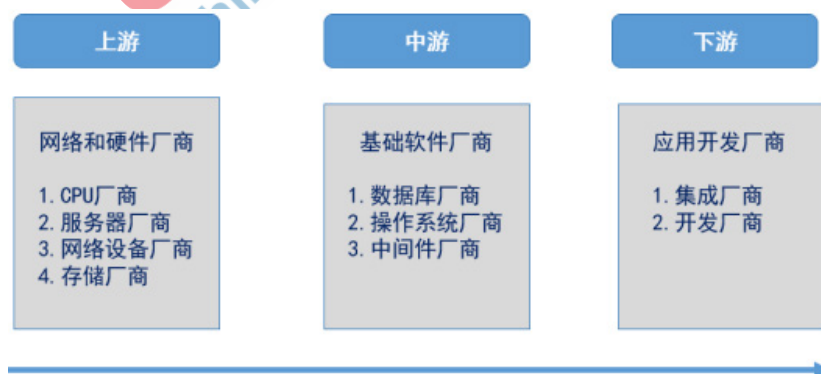 上游
中游
下游
网络和硬件厂商
1. CPU厂商
2. 服务器厂商
3. 网络设备厂商
4. 存储厂商
基础软件厂商
1. 数据库厂商
2. 操作系统厂商
3. 中间件厂商
应用开发厂商
1. 集成厂商
2. 开发厂商